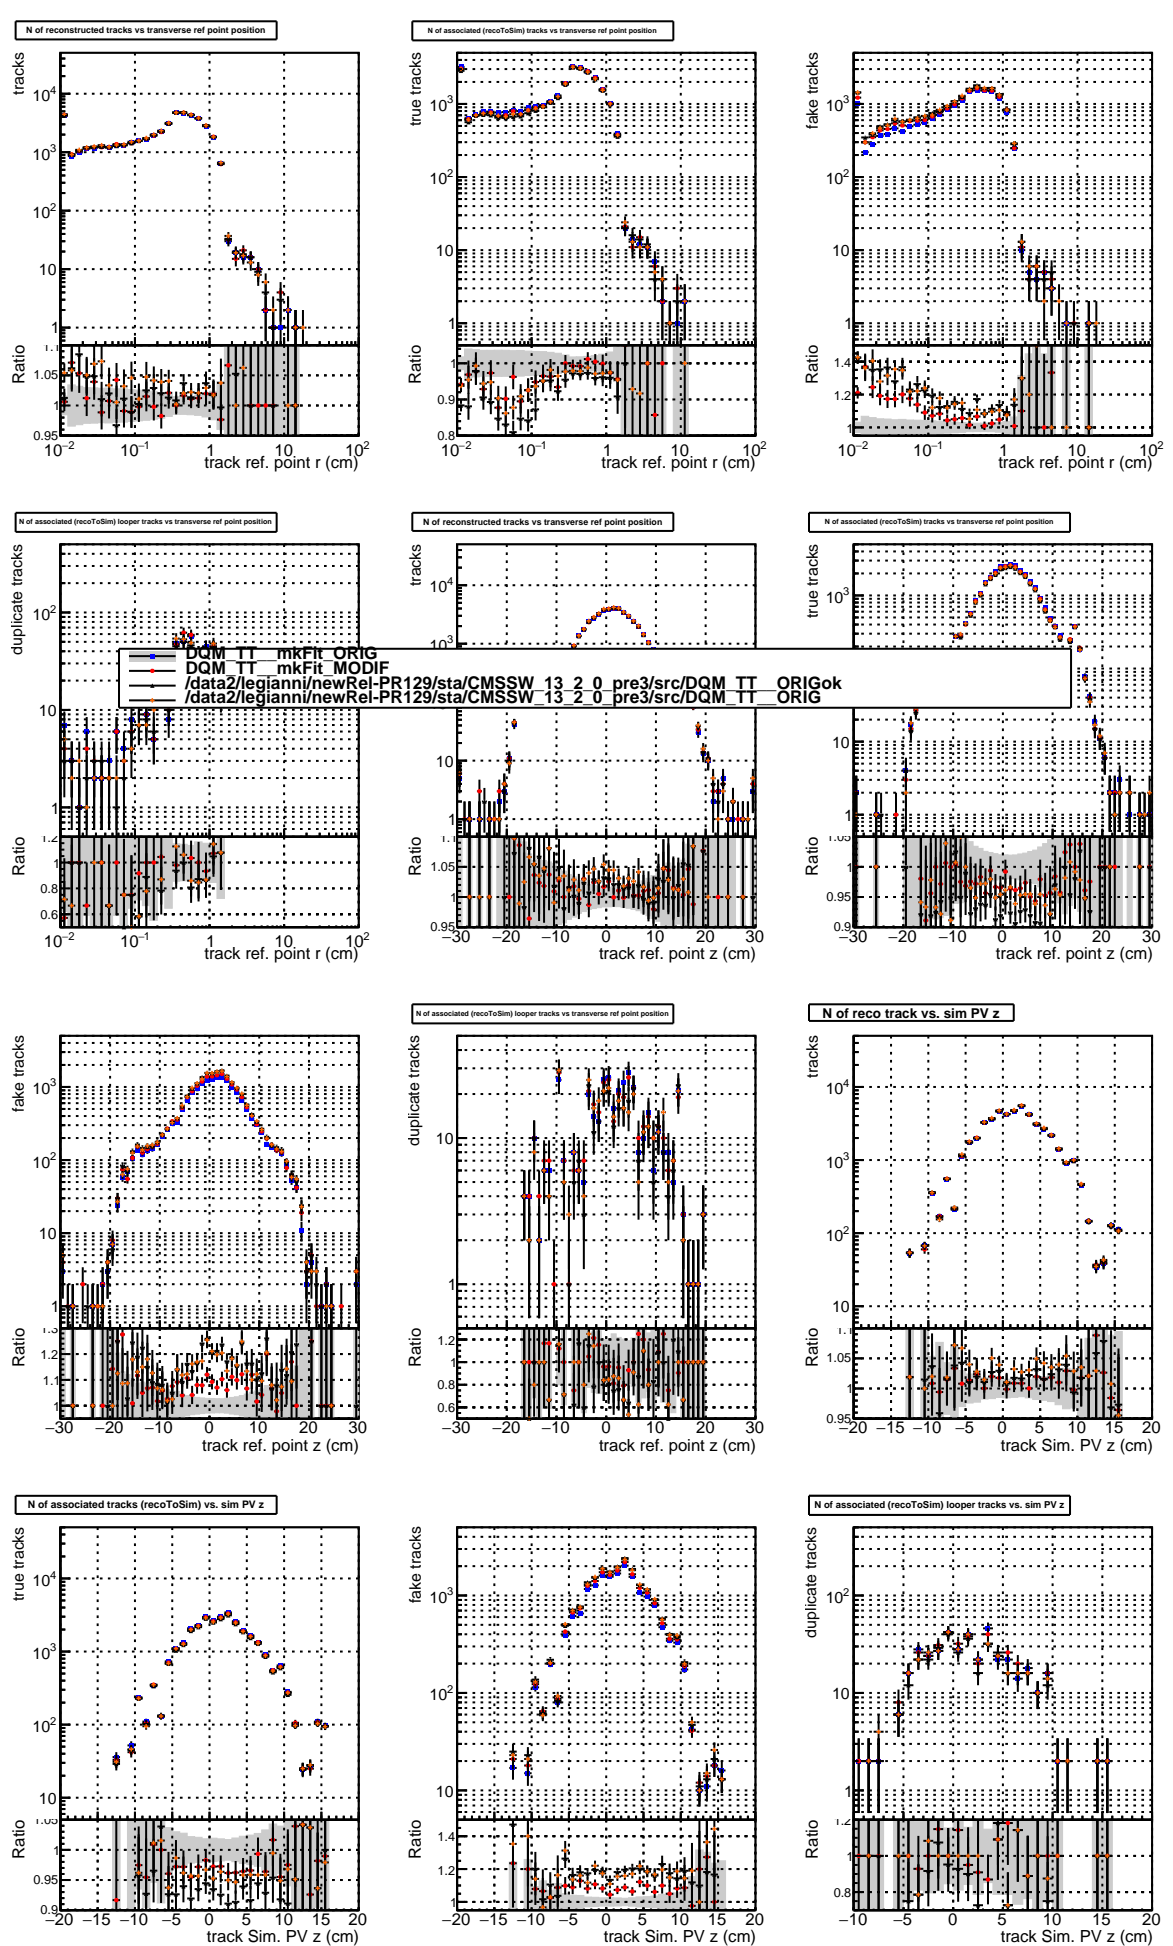 N of reconstructed tracks vs transverse ref point position
tracks
10^4
10^3
10^2
10
1
Ratio
1.1
1.05
1
0.95
10^−2 10^−1 1 10 10^2
track ref. point r (cm)
N of associated (recoToSim) tracks vs transverse ref point position
true tracks
10^3
10^2
10
1
Ratio
1
0.9
0.8
10^−2 10^−1 1 10 10^2
track ref. point r (cm)
fake tracks
10^3
10^2
10
1
Ratio
1.4
1.2
1
10^−2 10^−1 1 10 10^2
track ref. point r (cm)
N of associated (recoToSim) looper tracks vs transverse ref point position
duplicate tracks
10^2
10
1
Ratio
1.2
1
0.8
0.6
10^−2 10^−1 1 10 10^2
track ref. point r (cm)
N of reconstructed tracks vs transverse ref point position
tracks
10^4
10^3
10
1
Ratio
1.1
1.05
1
0.95
−30 −20 −10 0 10 20 30
track ref. point z (cm)
N of associated (recoToSim) tracks vs transverse ref point position
true tracks
10^3
10
1
Ratio
1.05
1
0.95
0.9
−30 −20 −10 0 10 20 30
track ref. point z (cm)
DQM_TT__mkFit_ORIG
DQM_TT__mkFit_MODIF
/data2/legianni/newRel-PR129/sta/CMSSW_13_2_0_pre3/src/DQM_TT__ORIGok
/data2/legianni/newRel-PR129/sta/CMSSW_13_2_0_pre3/src/DQM_TT__ORIG
fake tracks
10^3
10^2
10
1
Ratio
1.3
1.2
1.1
1
−30 −20 −10 0 10 20 30
track ref. point z (cm)
N of associated (recoToSim) looper tracks vs transverse ref point position
duplicate tracks
10
1
Ratio
1.2
1
0.8
0.6
−30 −20 −10 0 10 20 30
track ref. point z (cm)
N of reco track vs. sim PV z
tracks
10^4
10^3
10^2
10
Ratio
1.1
1.05
1
0.95
−20 −15 −10 −5 0 5 10 15 20
track Sim. PV z (cm)
N of associated tracks (recoToSim) vs. sim PV z
true tracks
10^4
10^3
10^2
10
Ratio
1.05
1
0.95
0.9
−20 −15 −10 −5 0 5 10 15 20
track Sim. PV z (cm)
fake tracks
10^3
10^2
10
Ratio
1.4
1.2
1
−20 −15 −10 −5 0 5 10 15 20
track Sim. PV z (cm)
N of associated (recoToSim) looper tracks vs. sim PV z
duplicate tracks
10^2
10
1
Ratio
1.2
1
0.8
−10 −5 0 5 10 15 20
track Sim. PV z (cm)